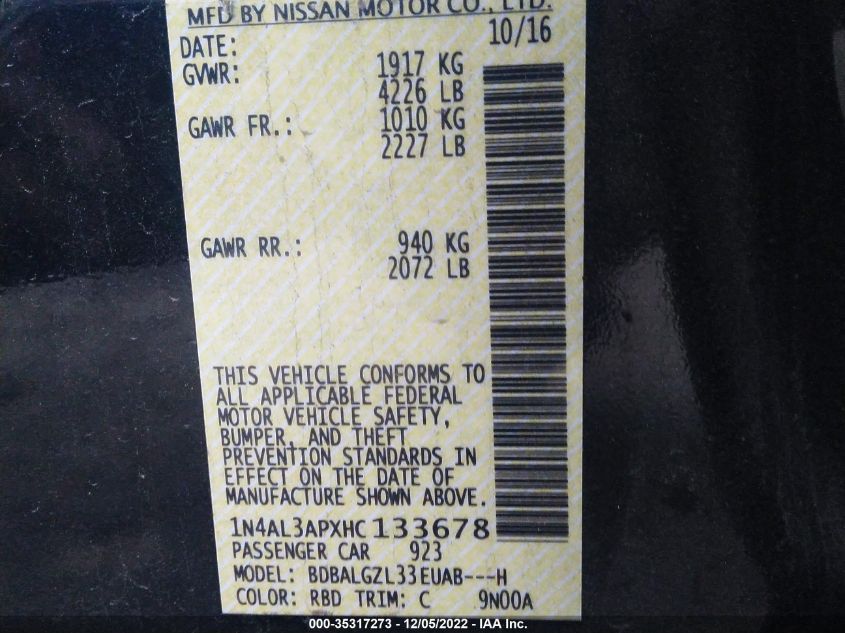 MFD BY NISSAN MOTOR CO., LTD.
DATE: 10/16
GVWR: 1917 KG
4226 LB
GAWR FR.: 1010 KG
2227 LB
GAWR RR.: 940 KG
2072 LB
THIS VEHICLE CONFORMS TO
ALL APPLICABLE FEDERAL
MOTOR VEHICLE SAFETY,
BUMPER, AND THEFT
PREVENTION STANDARDS IN
EFFECT ON THE DATE OF
MANUFACTURE SHOWN ABOVE.
1N4AL3APXHC133678
PASSENGER CAR 923
MODEL: BDBALGZL33EUAB---H
COLOR: RBD TRIM: C 9N00A
000-35317273 - 12/05/2022 - IAA Inc.